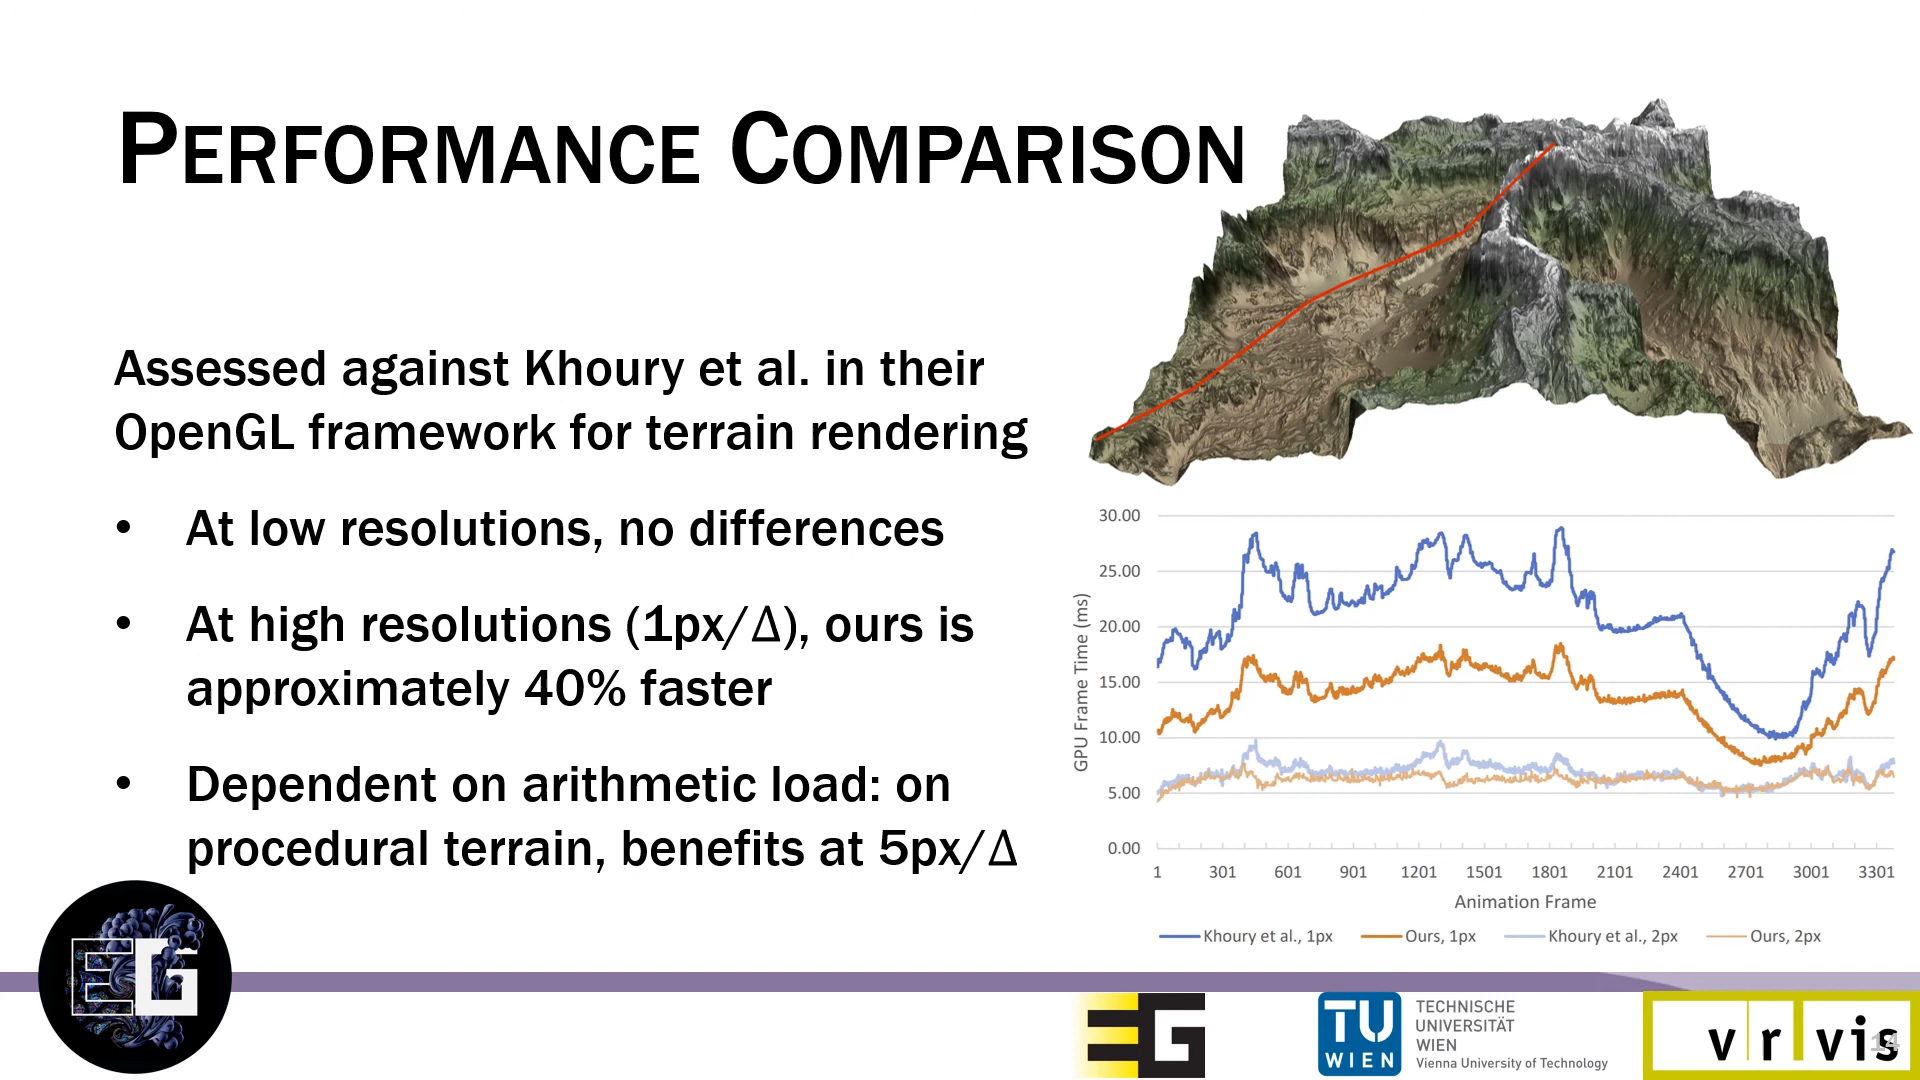 PERFORMANCE COMPARISON
Assessed against Khoury et al. in their
OpenGL framework for terrain rendering
• At low resolutions, no differences
• At high resolutions (1px/Δ), ours is
approximately 40% faster
• Dependent on arithmetic load: on
procedural terrain, benefits at 5px/Δ
30.00
25.00
20.00
15.00
10.00
5.00
0.00
GPU Frame Time (ms)
1 301 601 901 1201 1501 1801 2101 2401 2701 3001 3301
Animation Frame
Khoury et al., 1px Ours, 1px Khoury et al., 2px Ours, 2px
EG
EG
TU
WIEN
TECHNISCHE
UNIVERSITÄT
WIEN
Vienna University of Technology
vrvis
14